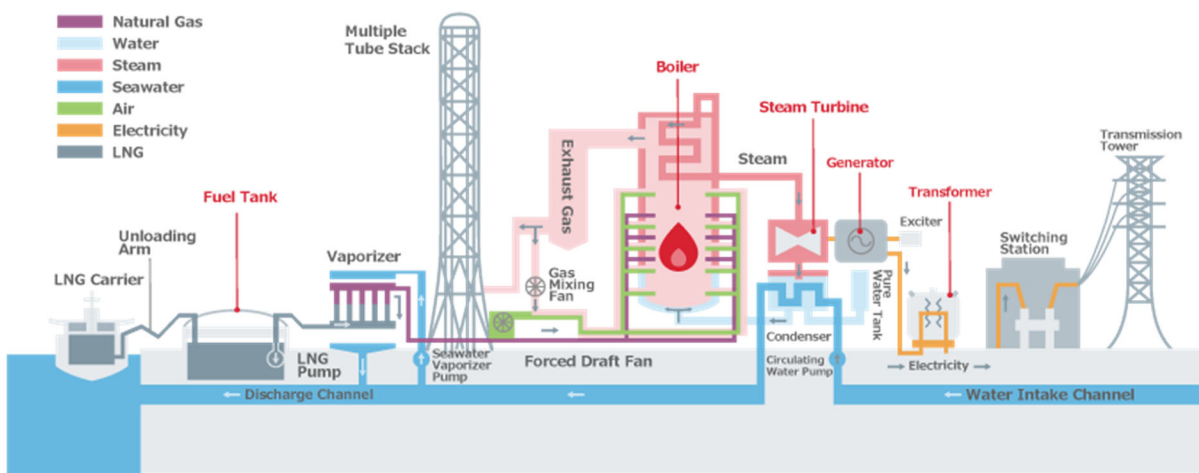 Natural Gas
Water
Steam
Seawater
Air
Electricity
LNG
Multiple
Tube Stack
Boiler
Steam Turbine
Steam
Generator
Transformer
Exciter
Transmission
Tower
Switching
Station
Fuel Tank
Unloading
Arm
LNG Carrier
Vaporizer
Exhaust Gas
Gas
Mixing
Fan
Pure
Water Tank
LNG
Pump
Seawater
Vaporizer
Pump
Forced Draft Fan
Condenser
Circulating
Water Pump
Electricity
Discharge Channel
Water Intake Channel